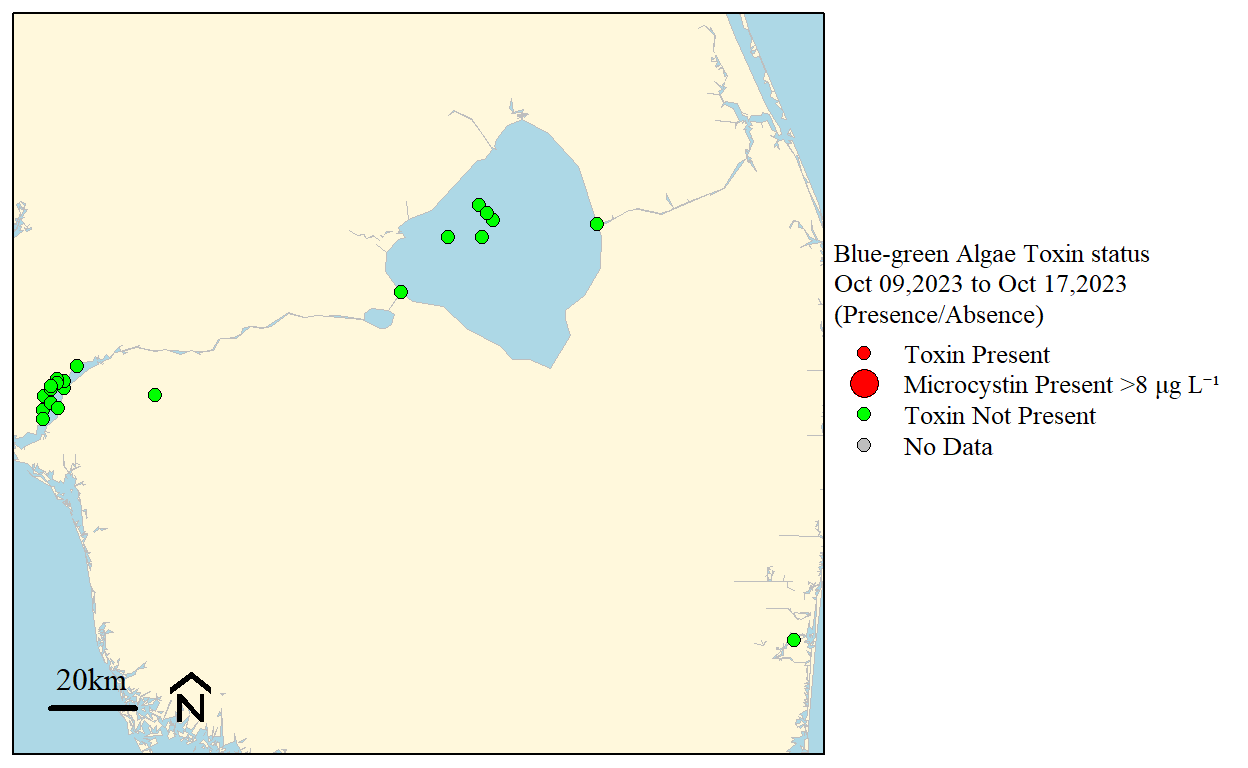 Blue-green Algae Toxin status
Oct 09,2023 to Oct 17,2023
(Presence/Absence)
Toxin Present
Microcystin Present >8 μg L⁻¹
Toxin Not Present
No Data
20km
N